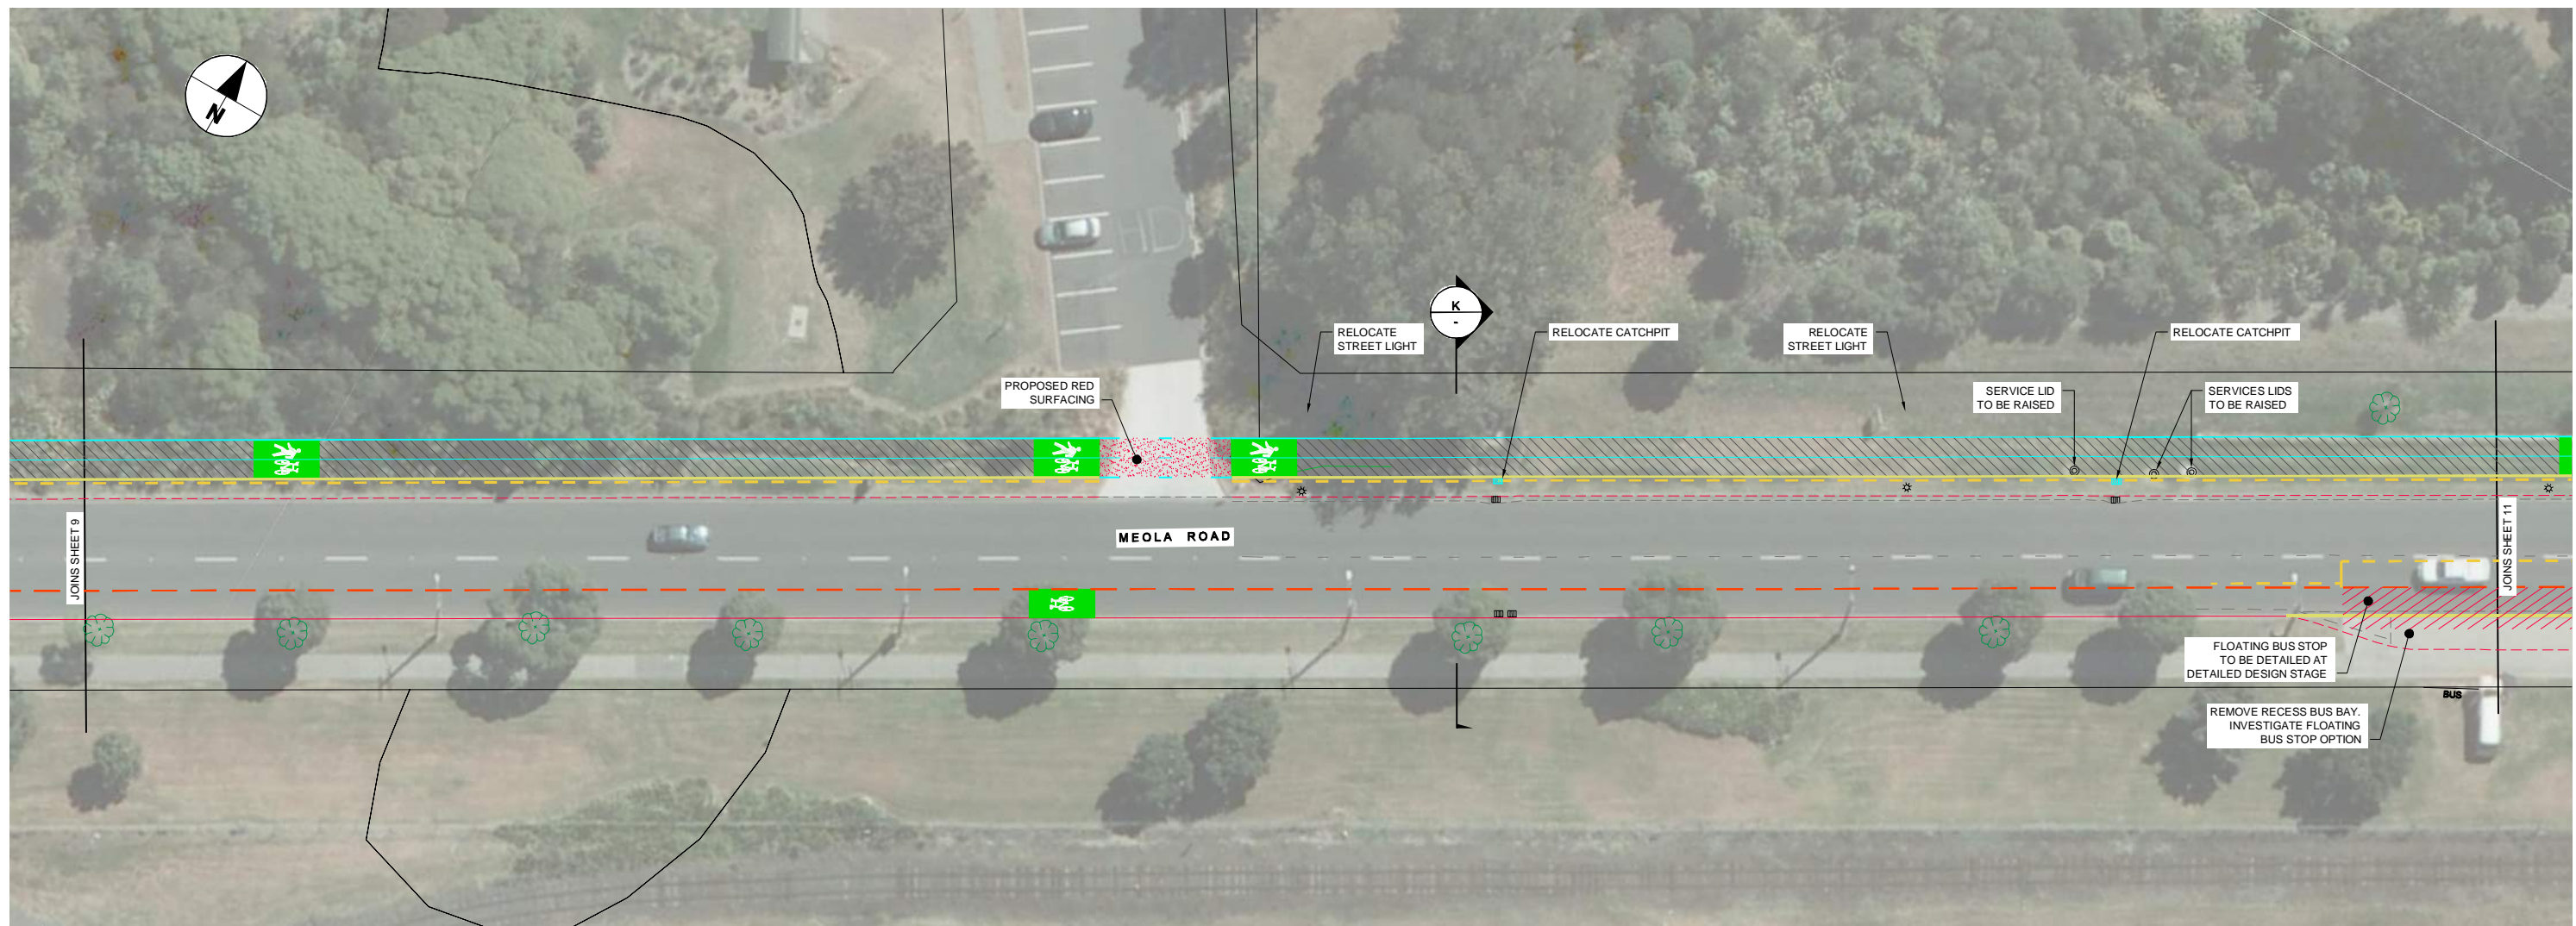 N
K
-
RELOCATE
STREET LIGHT
RELOCATE CATCHPIT
RELOCATE
STREET LIGHT
RELOCATE CATCHPIT
PROPOSED RED
SURFACING
SERVICE LID
TO BE RAISED
SERVICES LIDS
TO BE RAISED
JOINS SHEET 9
MEOLA ROAD
JOINS SHEET 11
FLOATING BUS STOP
TO BE DETAILED AT
DETAILED DESIGN STAGE
BUS
REMOVE RECESS BUS BAY.
INVESTIGATE FLOATING
BUS STOP OPTION